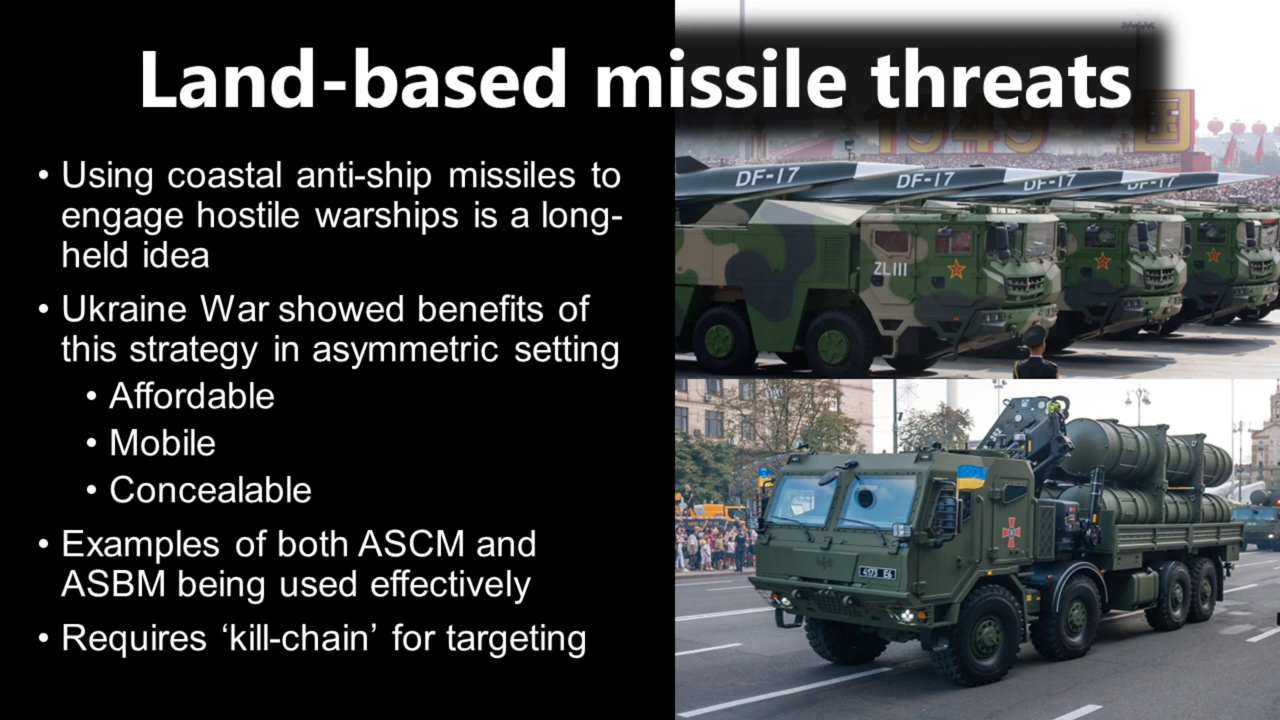 Land-based missile threats
• Using coastal anti-ship missiles to
engage hostile warships is a long-
held idea
• Ukraine War showed benefits of
this strategy in asymmetric setting
• Affordable
• Mobile
• Concealable
• Examples of both ASCM and
ASBM being used effectively
• Requires ‘kill-chain’ for targeting
1949
国
DF-17
DF-17
DF-17
DF-17
ZLIII